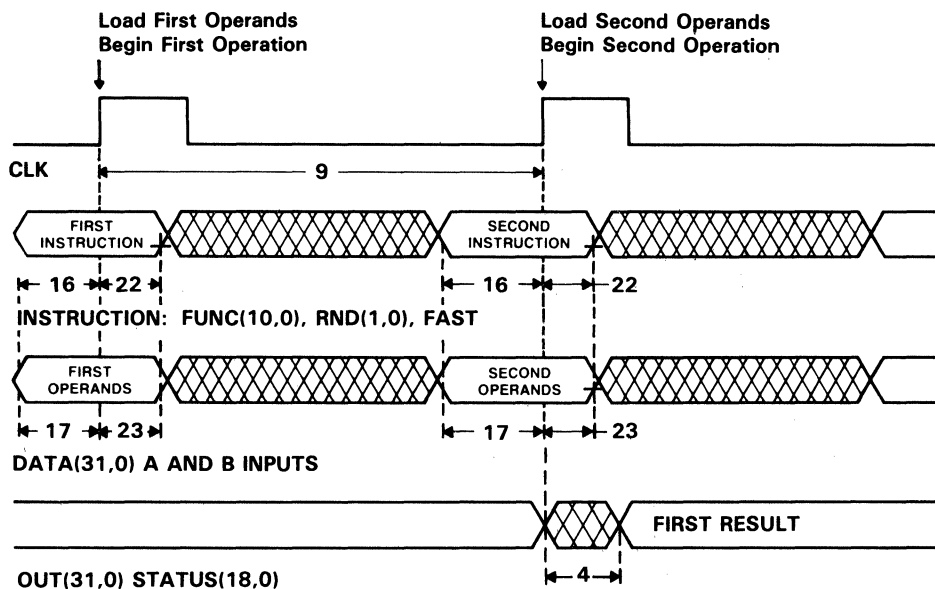 Load First Operands
Begin First Operation
Load Second Operands
Begin Second Operation
CLK
9
FIRST
INSTRUCTION
SECOND
INSTRUCTION
16
22
16
22
INSTRUCTION: FUNC(10,0), RND(1,0), FAST
FIRST
OPERANDS
SECOND
OPERANDS
17
23
17
23
DATA(31,0) A AND B INPUTS
FIRST RESULT
4
OUT(31,0) STATUS(18,0)